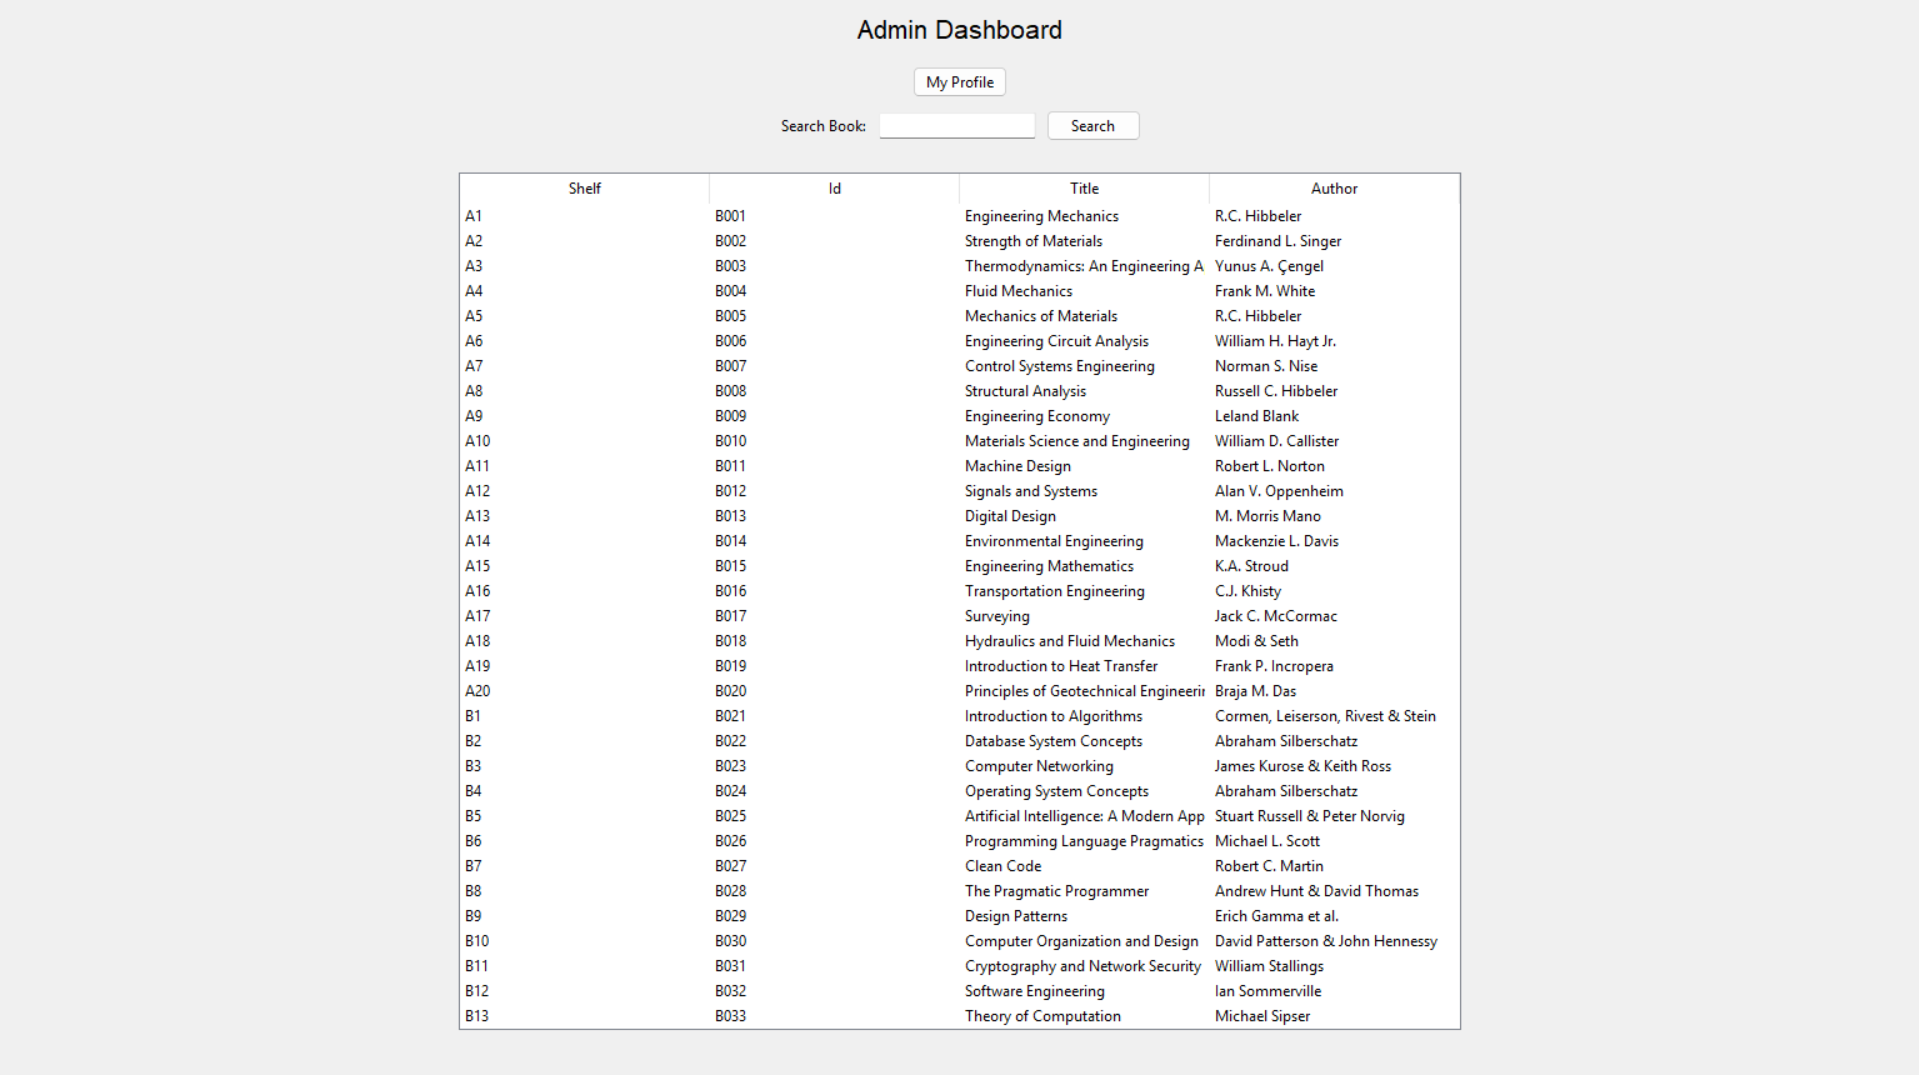 Admin Dashboard
My Profile
Search Book: Search
Shelf Id Title Author
A1 B001 Engineering Mechanics R.C. Hibbeler
A2 B002 Strength of Materials Ferdinand L. Singer
A3 B003 Thermodynamics: An Engineering A Yunus A. Çengel
A4 B004 Fluid Mechanics Frank M. White
A5 B005 Mechanics of Materials R.C. Hibbeler
A6 B006 Engineering Circuit Analysis William H. Hayt Jr.
A7 B007 Control Systems Engineering Norman S. Nise
A8 B008 Structural Analysis Russell C. Hibbeler
A9 B009 Engineering Economy Leland Blank
A10 B010 Materials Science and Engineering William D. Callister
A11 B011 Machine Design Robert L. Norton
A12 B012 Signals and Systems Alan V. Oppenheim
A13 B013 Digital Design M. Morris Mano
A14 B014 Environmental Engineering Mackenzie L. Davis
A15 B015 Engineering Mathematics K.A. Stroud
A16 B016 Transportation Engineering C.J. Khisty
A17 B017 Surveying Jack C. McCormac
A18 B018 Hydraulics and Fluid Mechanics Modi & Seth
A19 B019 Introduction to Heat Transfer Frank P. Incropera
A20 B020 Principles of Geotechnical Engineerin Braja M. Das
B1 B021 Introduction to Algorithms Cormen, Leiserson, Rivest & Stein
B2 B022 Database System Concepts Abraham Silberschatz
B3 B023 Computer Networking James Kurose & Keith Ross
B4 B024 Operating System Concepts Abraham Silberschatz
B5 B025 Artificial Intelligence: A Modern App Stuart Russell & Peter Norvig
B6 B026 Programming Language Pragmatics Michael L. Scott
B7 B027 Clean Code Robert C. Martin
B8 B028 The Pragmatic Programmer Andrew Hunt & David Thomas
B9 B029 Design Patterns Erich Gamma et al.
B10 B030 Computer Organization and Design David Patterson & John Hennessy
B11 B031 Cryptography and Network Security William Stallings
B12 B032 Software Engineering Ian Sommerville
B13 B033 Theory of Computation Michael Sipser